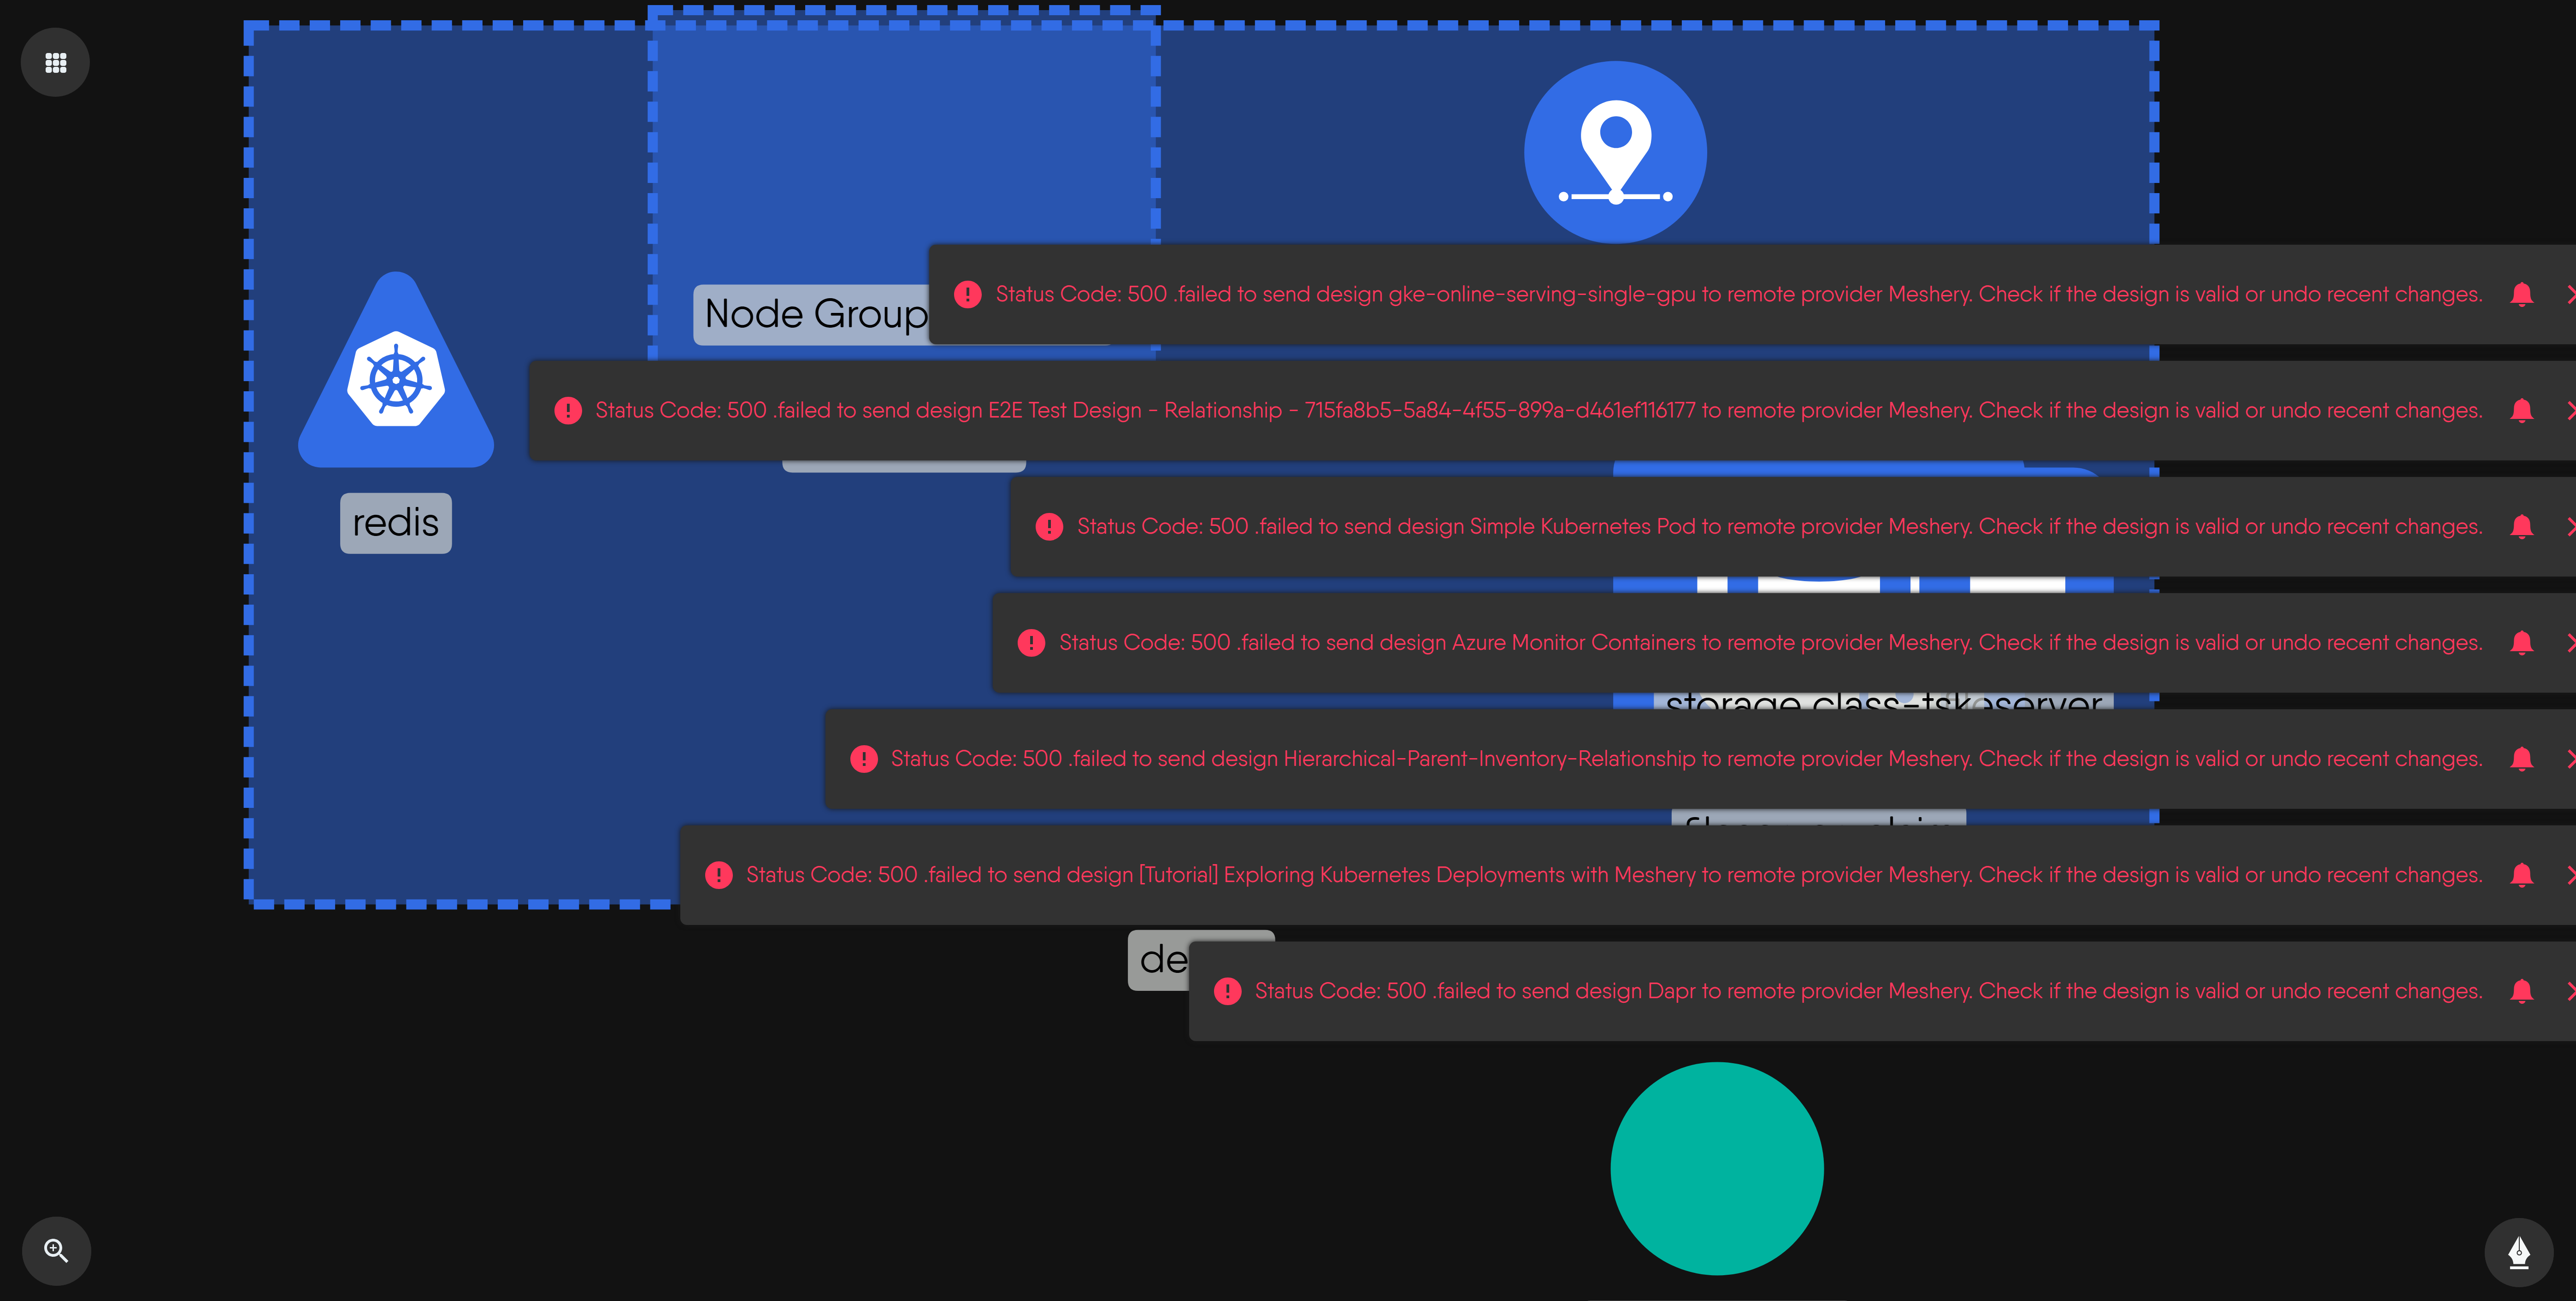 Status Code: 500 .failed to send design gke-online-serving-single-gpu to remote provider Meshery. Check if the design is valid or undo recent changes.
Node Group
Status Code: 500 .failed to send design E2E Test Design - Relationship - 715fa8b5-5a84-4f55-899a-d461ef116177 to remote provider Meshery. Check if the design is valid or undo recent changes.
redis
Status Code: 500 .failed to send design Simple Kubernetes Pod to remote provider Meshery. Check if the design is valid or undo recent changes.
Status Code: 500 .failed to send design Azure Monitor Containers to remote provider Meshery. Check if the design is valid or undo recent changes.
storage class-
Status Code: 500 .failed to send design Hierarchical-Parent-Inventory-Relationship to remote provider Meshery. Check if the design is valid or undo recent changes.
Status Code: 500 .failed to send design [Tutorial] Exploring Kubernetes Deployments with Meshery to remote provider Meshery. Check if the design is valid or undo recent changes.
de
Status Code: 500 .failed to send design Dapr to remote provider Meshery. Check if the design is valid or undo recent changes.